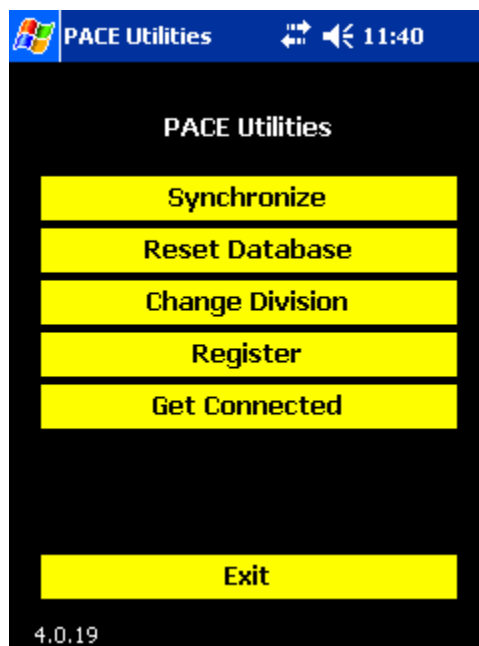 PACE Utilities 11:40
PACE Utilities
Synchronize
Reset Database
Change Division
Register
Get Connected
Exit
4.0.19